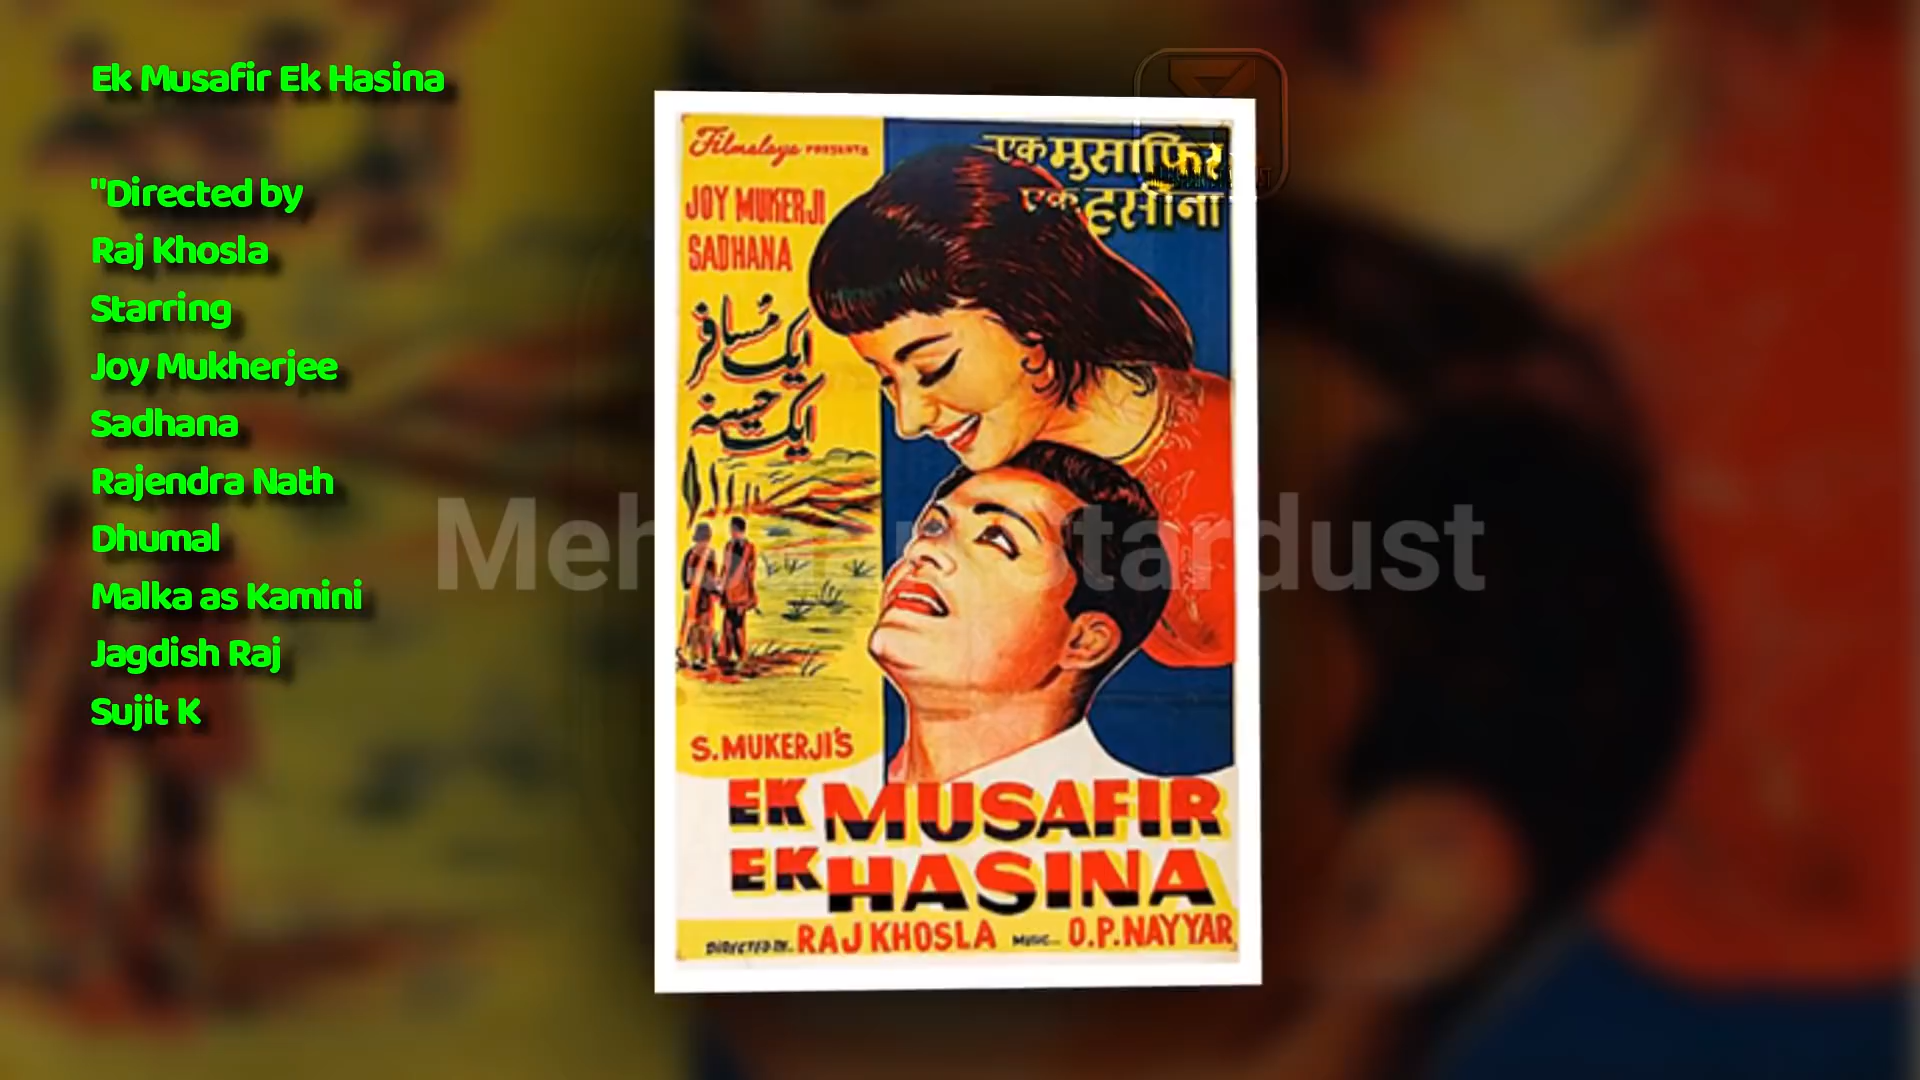 Ek Musafir Ek Hasina
"Directed by
Raj Khosla
Starring
Joy Mukherjee
Sadhana
Rajendra Nath
Dhumal
Malka as Kamini
Jagdish Raj
Sujit K
Filmalaya PRESENTS
JOY MUKERJI
SADHANA
एक मुसाफिर
एक हसीना
ایک مسافر
ایک حسینہ
S. MUKERJI'S
EK MUSAFIR
EK HASINA
DIRECTED BY.. RAJ KHOSLA MUSIC... O.P. NAYYAR
Stardust